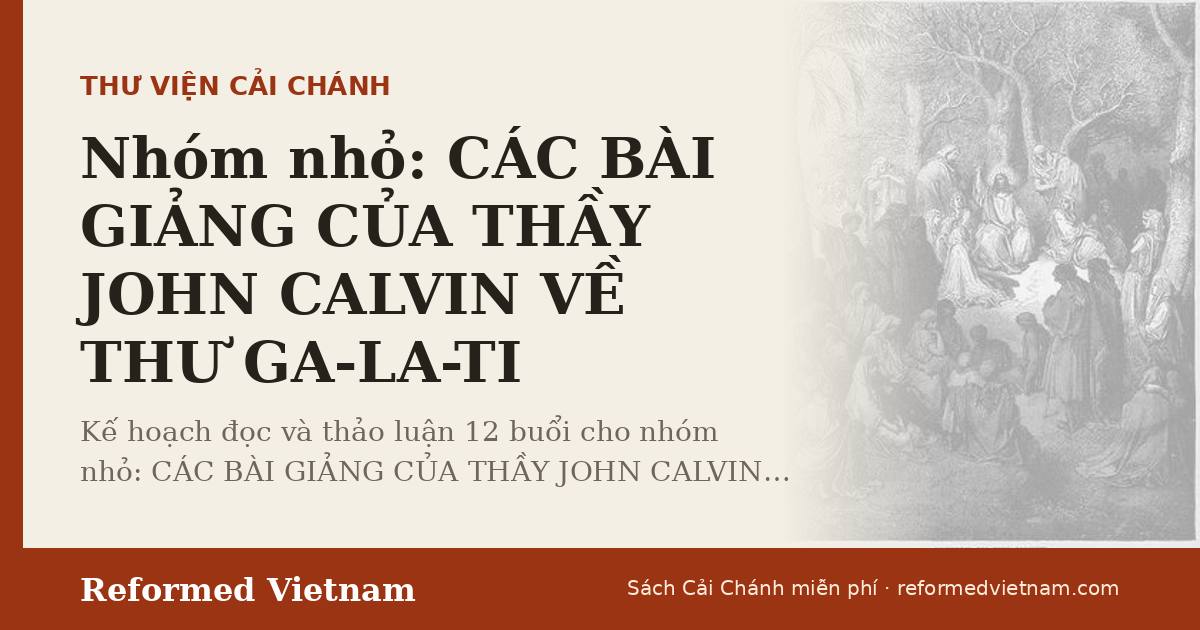 THƯ VIỆN CẢI CHÁNH
Nhóm nhỏ: CÁC BÀI
GIẢNG CỦA THẦY
JOHN CALVIN VỀ
THƯ GA-LA-TI
Kế hoạch đọc và thảo luận 12 buổi cho nhóm
nhỏ: CÁC BÀI GIẢNG CỦA THẦY JOHN CALVIN...
Reformed Vietnam
Sách Cải Chánh miễn phí · reformedvietnam.com